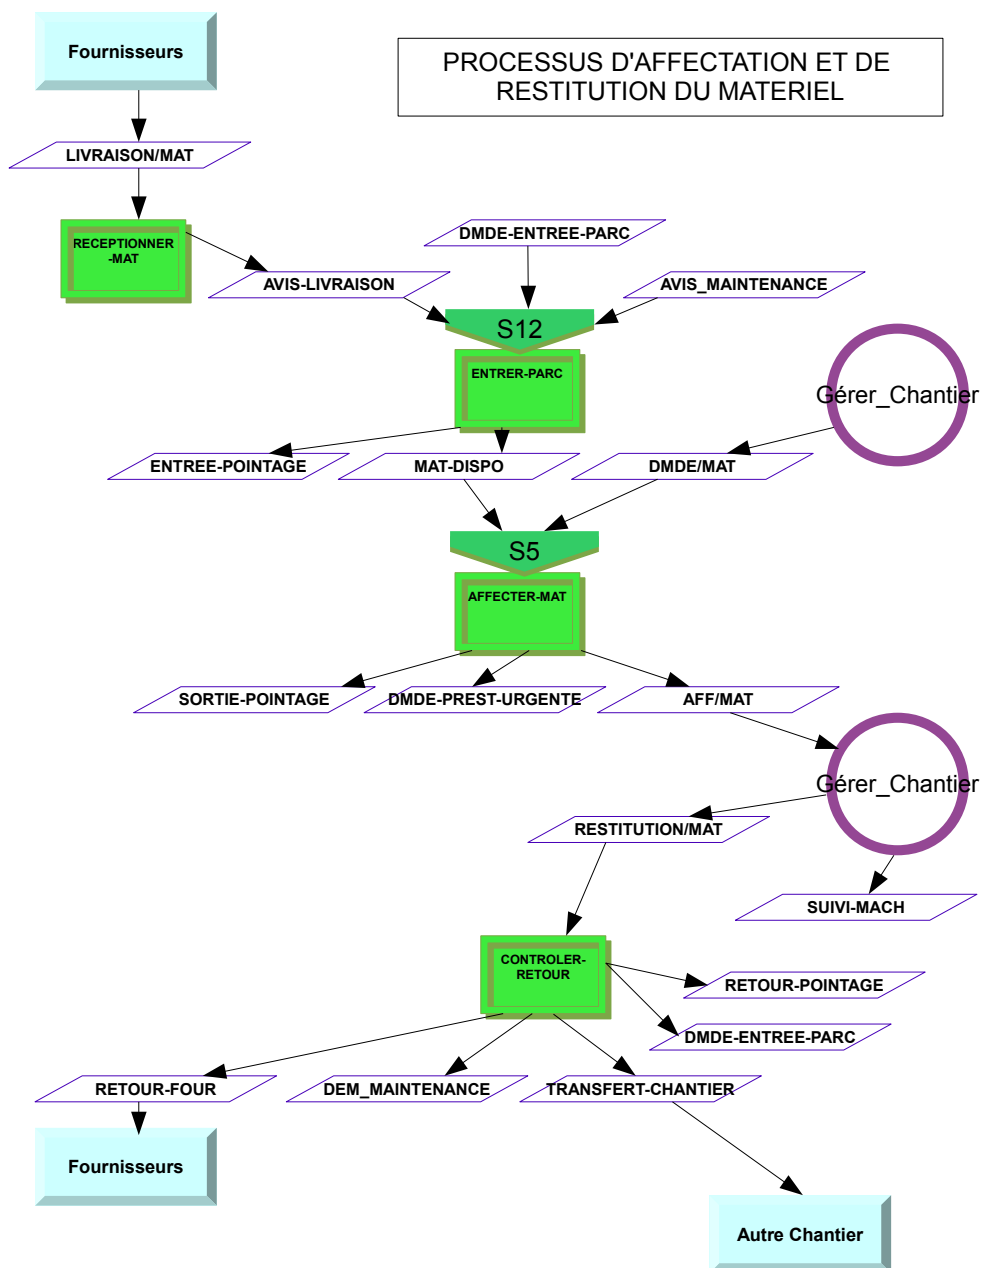 Fournisseurs
PROCESSUS D'AFFECTATION ET DE
RESTITUTION DU MATERIEL
LIVRAISON/MAT
RECEPTIONNER
-MAT
DMDE-ENTREE-PARC
AVIS-LIVRAISON
AVIS_MAINTENANCE
S12
ENTRER-PARC
Gérer_Chantier
ENTREE-POINTAGE
MAT-DISPO
DMDE/MAT
S5
AFFECTER-MAT
SORTIE-POINTAGE
DMDE-PREST-URGENTE
AFF/MAT
Gérer_Chantier
RESTITUTION/MAT
SUIVI-MACH
CONTROLER-
RETOUR
RETOUR-POINTAGE
DMDE-ENTREE-PARC
RETOUR-FOUR
DEM_MAINTENANCE
TRANSFERT-CHANTIER
Fournisseurs
Autre Chantier